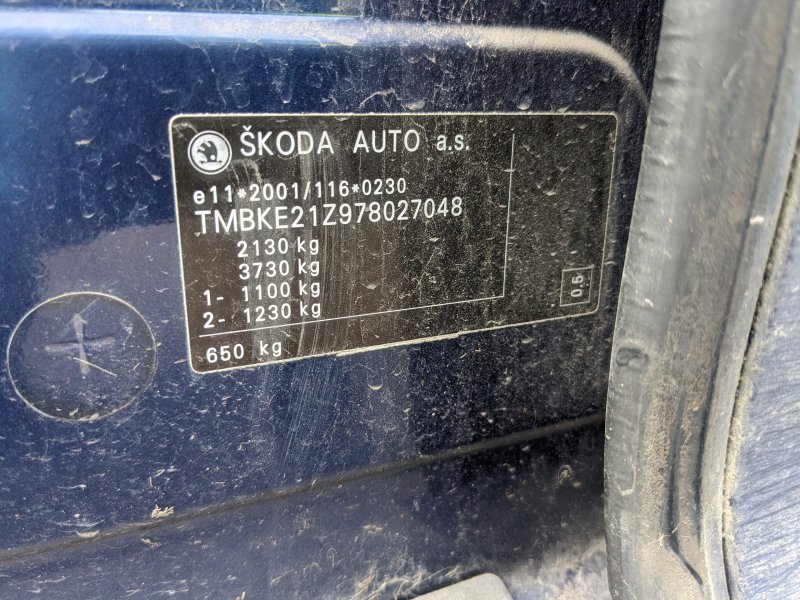 ŠKODA AUTO a.s.
e11*2001/116*0230
TMBKE21Z978027048
2130 kg
3730 kg
1- 1100 kg
2- 1230 kg
0.5
650 kg